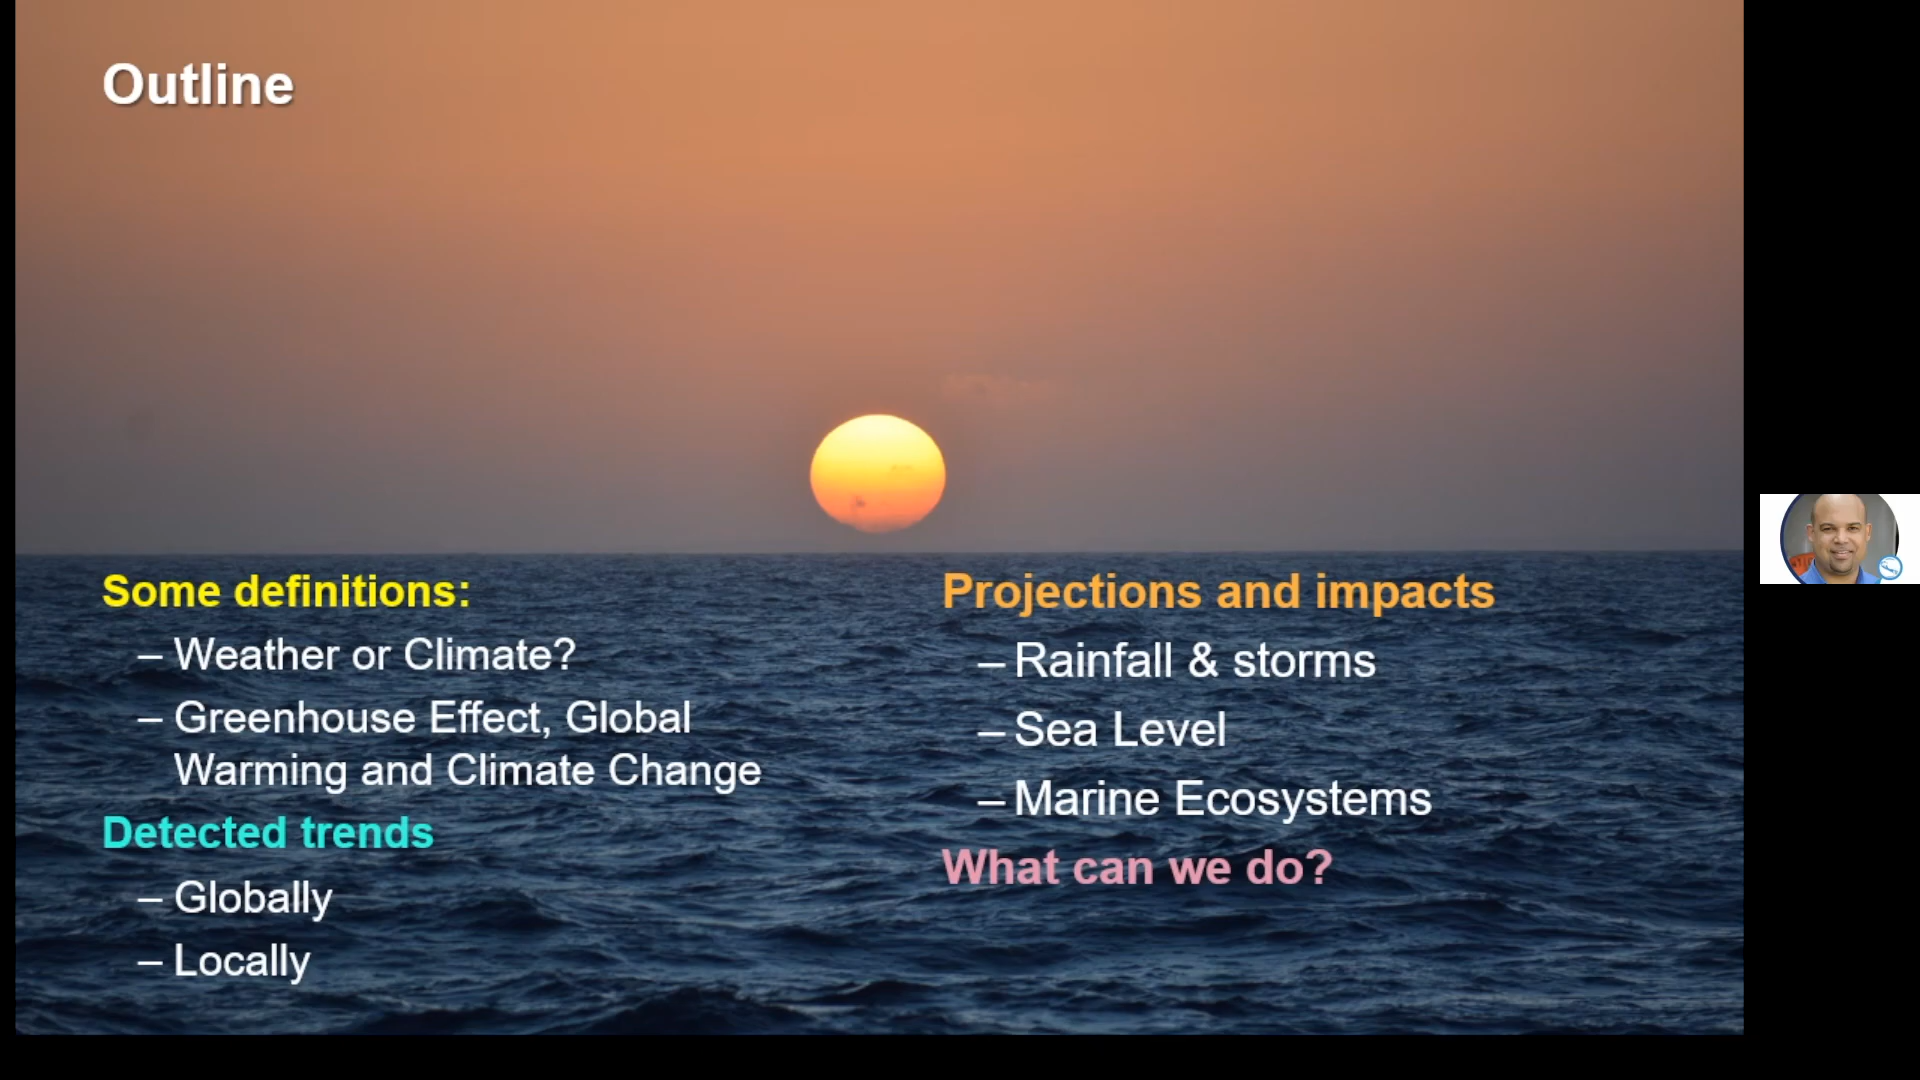 Outline
Some definitions:
– Weather or Climate?
– Greenhouse Effect, Global
Warming and Climate Change
Detected trends
– Globally
– Locally
Projections and impacts
– Rainfall & storms
– Sea Level
– Marine Ecosystems
What can we do?